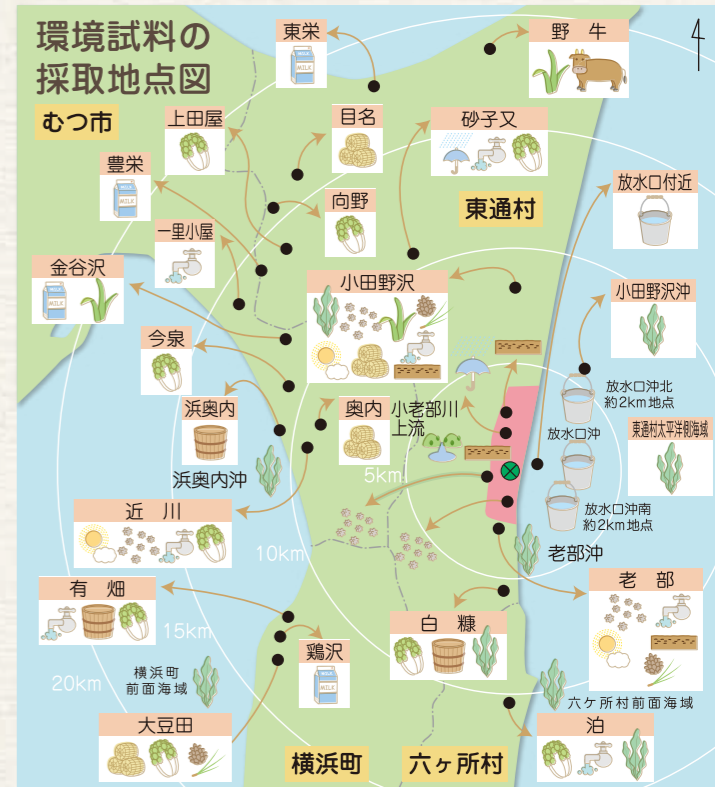 環境試料の
採取地点図
東栄
野 牛
むつ市
上田屋
目名
砂子又
豊栄
向野
東通村
放水口付近
一里小屋
金谷沢
小田野沢
小田野沢沖
今泉
浜奥内
奥内
小老部川
上流
放水口沖北
約2km地点
放水口沖
東通村太平洋側海域
浜奥内沖
5km
放水口沖南
約2km地点
近 川
10km
老部沖
有 畑
老 部
15km
白 糠
鶏沢
横浜町
前面海域
20km
六ケ所村前面海域
大豆田
泊
横浜町
六ヶ所村
MILK
MILK
MILK
MILK